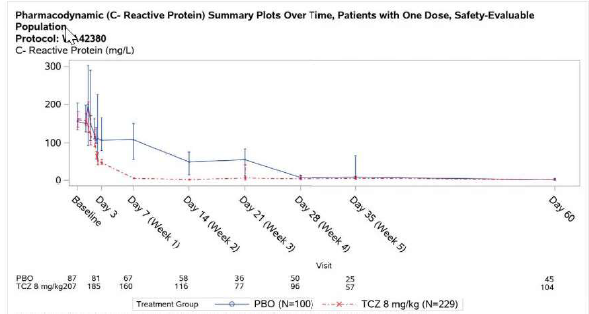 Pharmacodynamic (C- Reactive Protein) Summary Plots Over Time, Patients with One Dose, Safety-Evaluable
Population
Protocol: 42380
C- Reactive Protein (mg/L)
300
200
100
0
Baseline
Day 3
Day 7 (Week 1)
Day 14 (Week 2)
Day 21 (Week 3)
Day 28 (Week 4)
Day 35 (Week 5)
Day 60
Visit
PBO 87 81 67 58 36 50 25 45
TCZ 8 mg/kg207 185 160 116 77 96 57 104
Treatment Group PBO (N=100) TCZ 8 mg/kg (N=229)